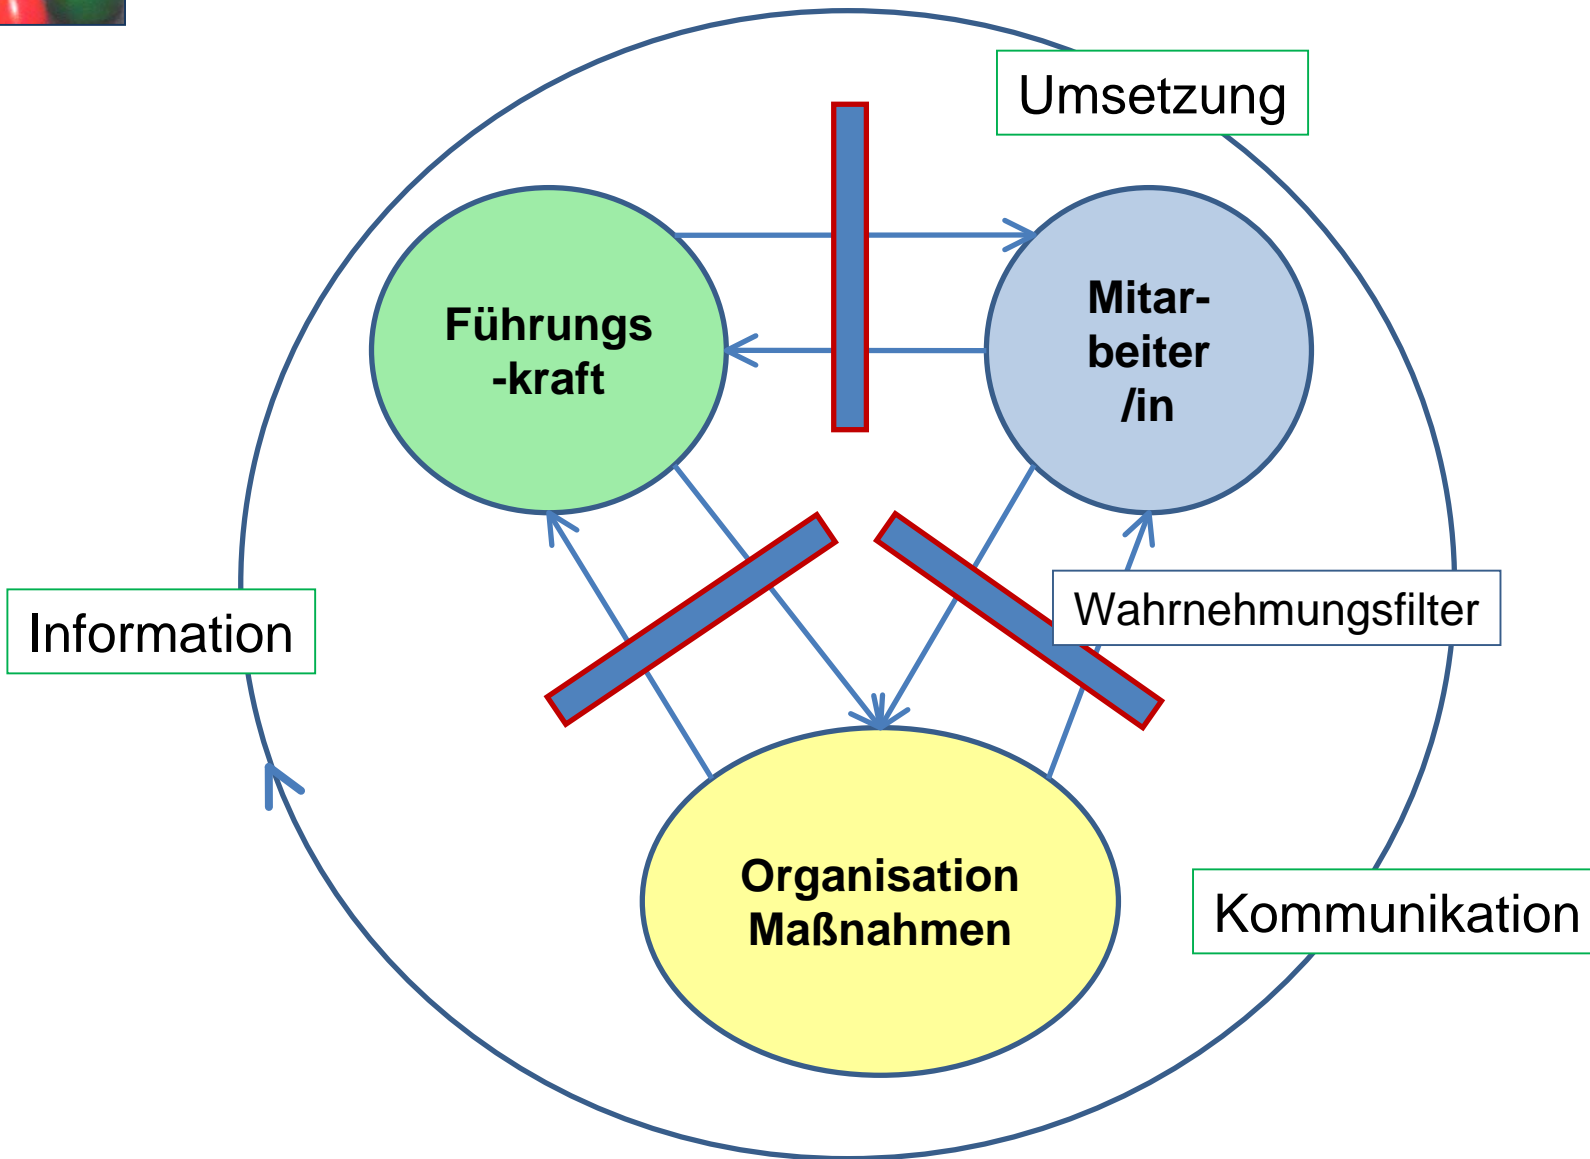 Umsetzung
Führungs
-kraft
Mitar-
beiter
/in
Information
Wahrnehmungsfilter
Organisation
Maßnahmen
Kommunikation